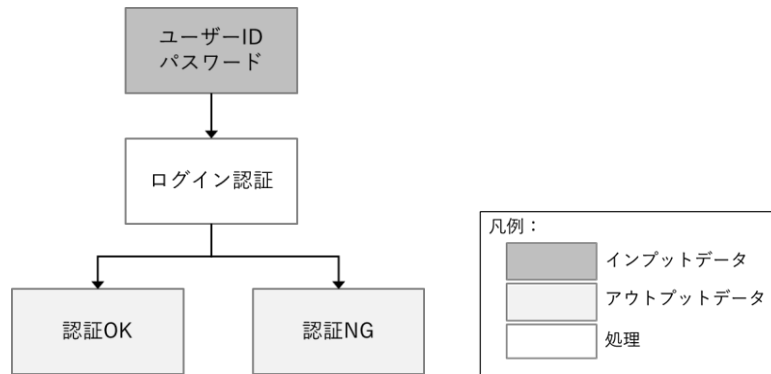 ユーザーID
パスワード
ログイン認証
認証OK
認証NG
凡例：
インプットデータ
アウトプットデータ
処理